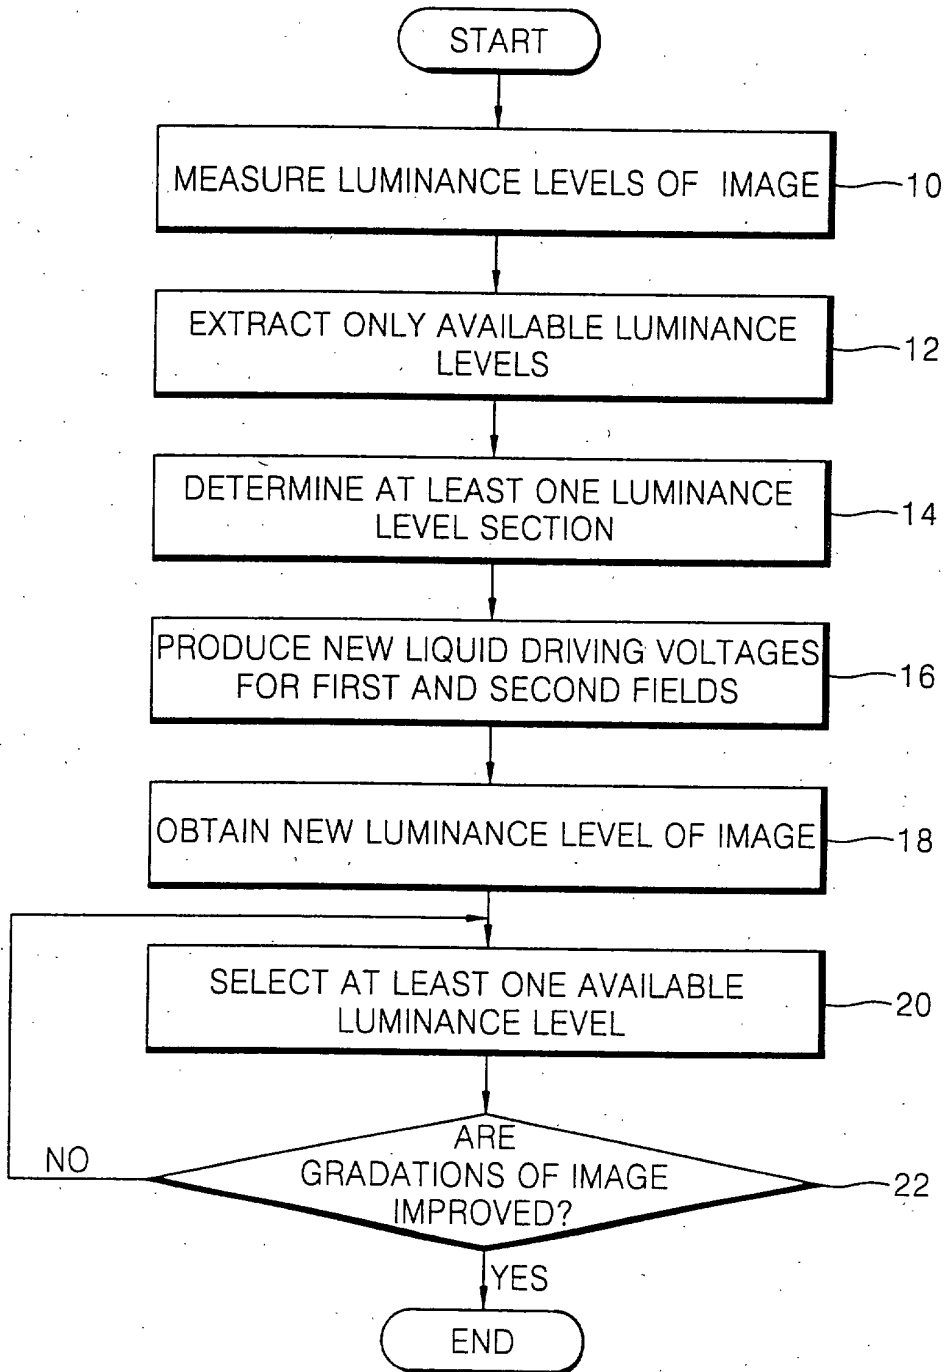 START
MEASURE LUMINANCE LEVELS OF IMAGE
10
EXTRACT ONLY AVAILABLE LUMINANCE
LEVELS
12
DETERMINE AT LEAST ONE LUMINANCE
LEVEL SECTION
14
PRODUCE NEW LIQUID DRIVING VOLTAGES
FOR FIRST AND SECOND FIELDS
16
OBTAIN NEW LUMINANCE LEVEL OF IMAGE
18
SELECT AT LEAST ONE AVAILABLE
LUMINANCE LEVEL
20
ARE
GRADATIONS OF IMAGE
IMPROVED?
22
NO
YES
END